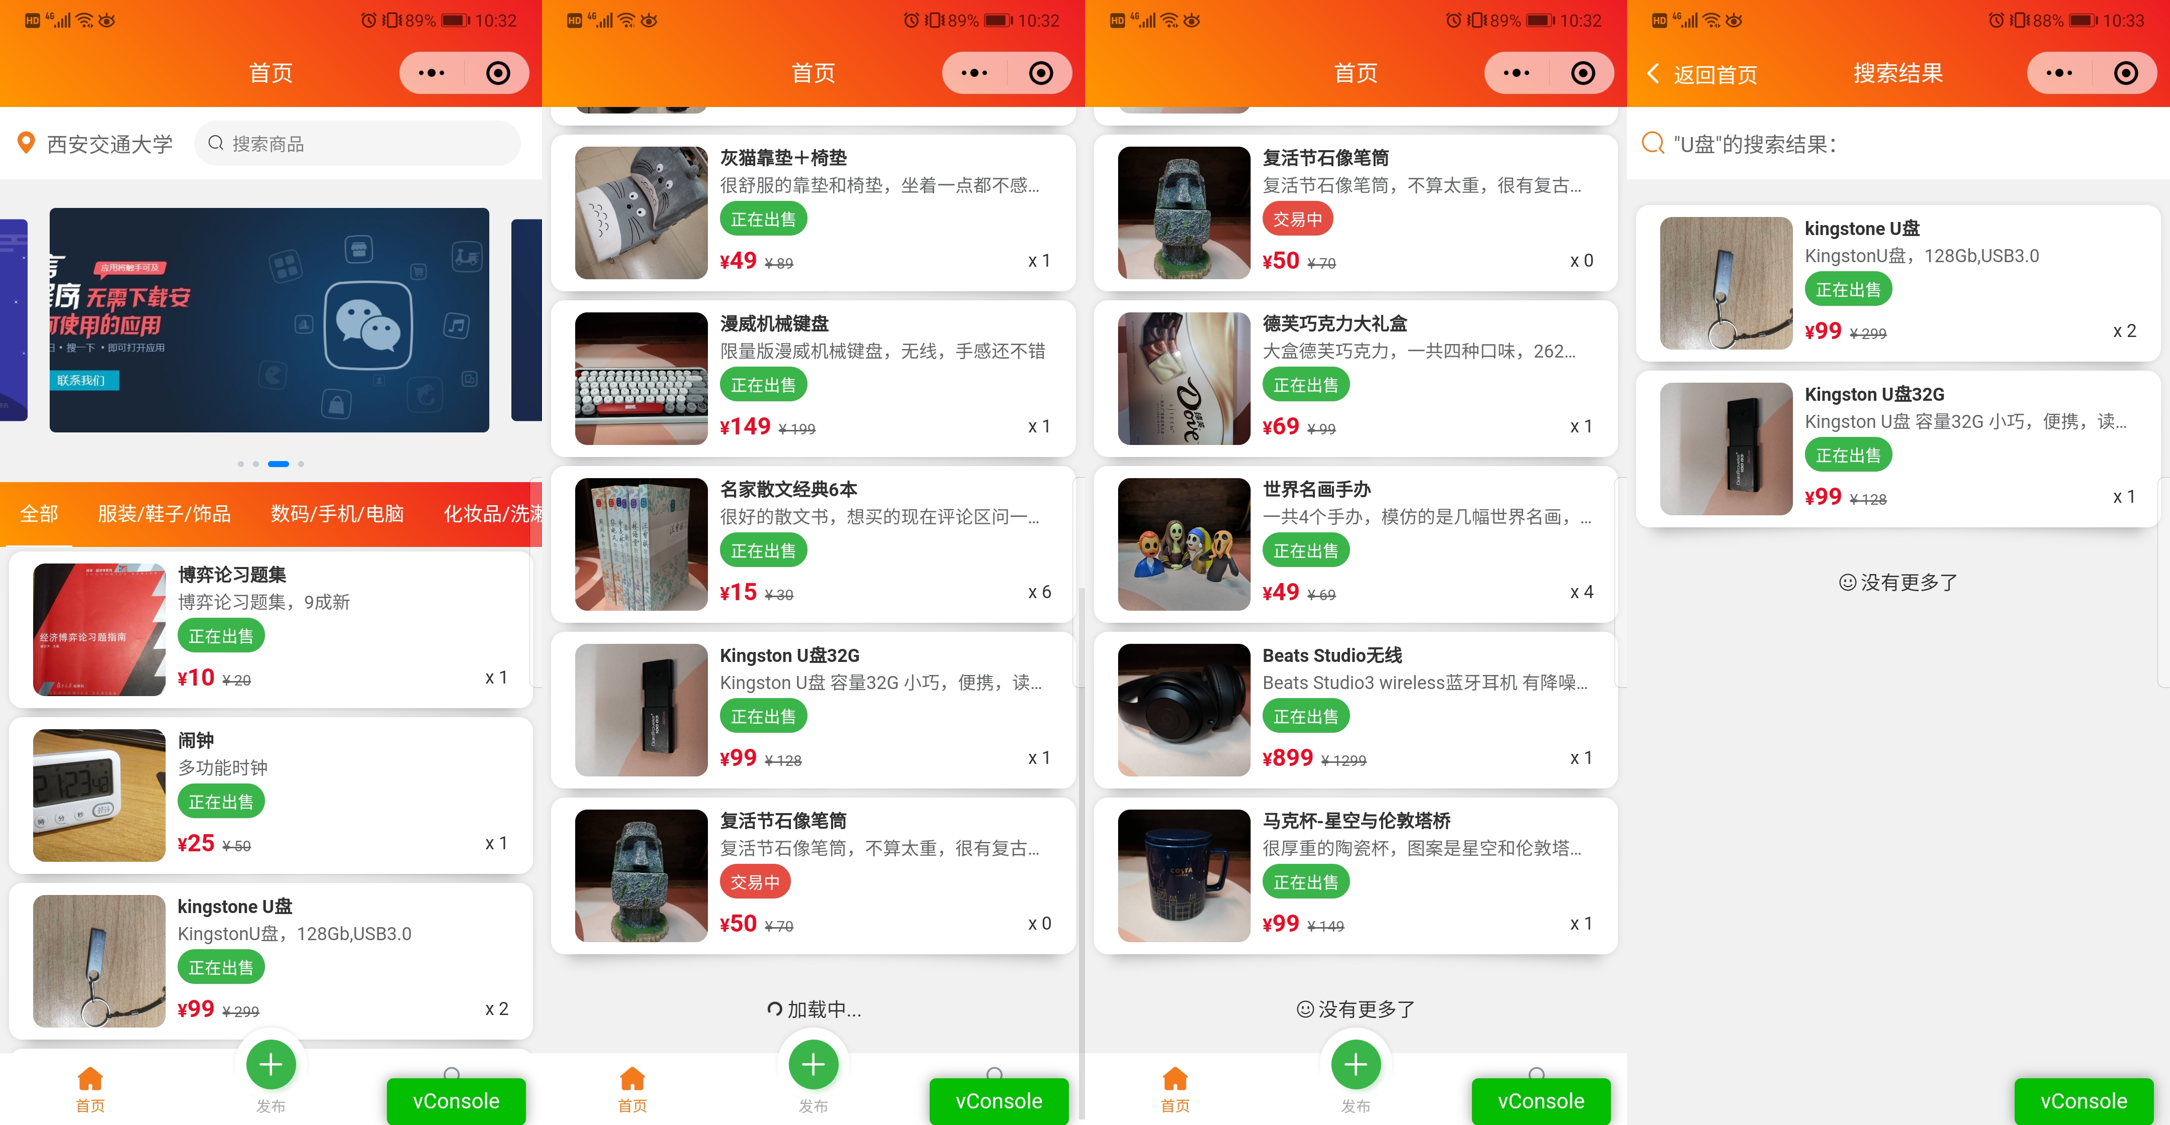 HD 4G 89% 10:32
首页
西安交通大学 搜索商品
应用将触手可及
程序 无需下载安
可使用的应用
搜一下 • 即可打开应用
联系我们
全部 服装/鞋子/饰品 数码/手机/电脑 化妆品/洗漱
经济博弈论习题指南
博弈论习题集
博弈论习题集，9成新
正在出售
¥10 ¥20 x 1
21:23
闹钟
多功能时钟
正在出售
¥25 ¥50 x 1
kingstone U盘
KingstonU盘，128Gb,USB3.0
正在出售
¥99 ¥299 x 2
首页 发布 vConsole
HD 4G 89% 10:32
首页
灰猫靠垫＋椅垫
很舒服的靠垫和椅垫，坐着一点都不感...
正在出售
¥49 ¥89 x 1
漫威机械键盘
限量版漫威机械键盘，无线，手感还不错
正在出售
¥149 ¥199 x 1
名家散文经典6本
很好的散文书，想买的现在评论区问一...
正在出售
¥15 ¥30 x 6
Kingston U盘32G
Kingston U盘 容量32G 小巧，便携，读...
正在出售
¥99 ¥128 x 1
复活节石像笔筒
复活节石像笔筒，不算太重，很有复古...
交易中
¥50 ¥70 x 0
加载中...
首页 发布 vConsole
HD 4G 89% 10:32
首页
复活节石像笔筒
复活节石像笔筒，不算太重，很有复古...
交易中
¥50 ¥70 x 0
Dove
德芙巧克力大礼盒
大盒德芙巧克力，一共四种口味，262...
正在出售
¥69 ¥99 x 1
世界名画手办
一共4个手办，模仿的是几幅世界名画，...
正在出售
¥49 ¥69 x 4
Beats Studio无线
Beats Studio3 wireless蓝牙耳机 有降噪...
正在出售
¥899 ¥1299 x 1
COSTA
马克杯-星空与伦敦塔桥
很厚重的陶瓷杯，图案是星空和伦敦塔...
正在出售
¥99 ¥149 x 1
没有更多了
首页 发布 vConsole
HD 4G 88% 10:33
返回首页 搜索结果
"U盘"的搜索结果：
kingstone U盘
KingstonU盘，128Gb,USB3.0
正在出售
¥99 ¥299 x 2
Kingston U盘32G
Kingston U盘 容量32G 小巧，便携，读...
正在出售
¥99 ¥128 x 1
没有更多了
vConsole